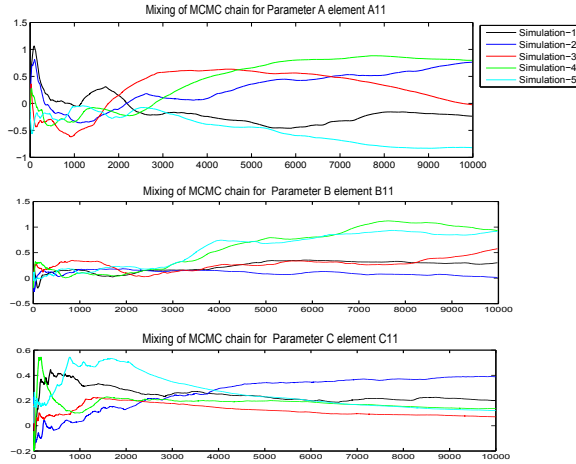 Mixing of MCMC chain for Parameter A element A11
1.5
1
0.5
0
−0.5
−1
0 1000 2000 3000 4000 5000 6000 7000 8000 9000 10000
Simulation−1
Simulation−2
Simulation−3
Simulation−4
Simulation−5
Mixing of MCMC chain for Parameter B element B11
1.5
1
0.5
0
−0.5
0 1000 2000 3000 4000 5000 6000 7000 8000 9000 10000
Mixing of MCMC chain for Parameter C element C11
0.6
0.4
0.2
0
−0.2
0 1000 2000 3000 4000 5000 6000 7000 8000 9000 10000